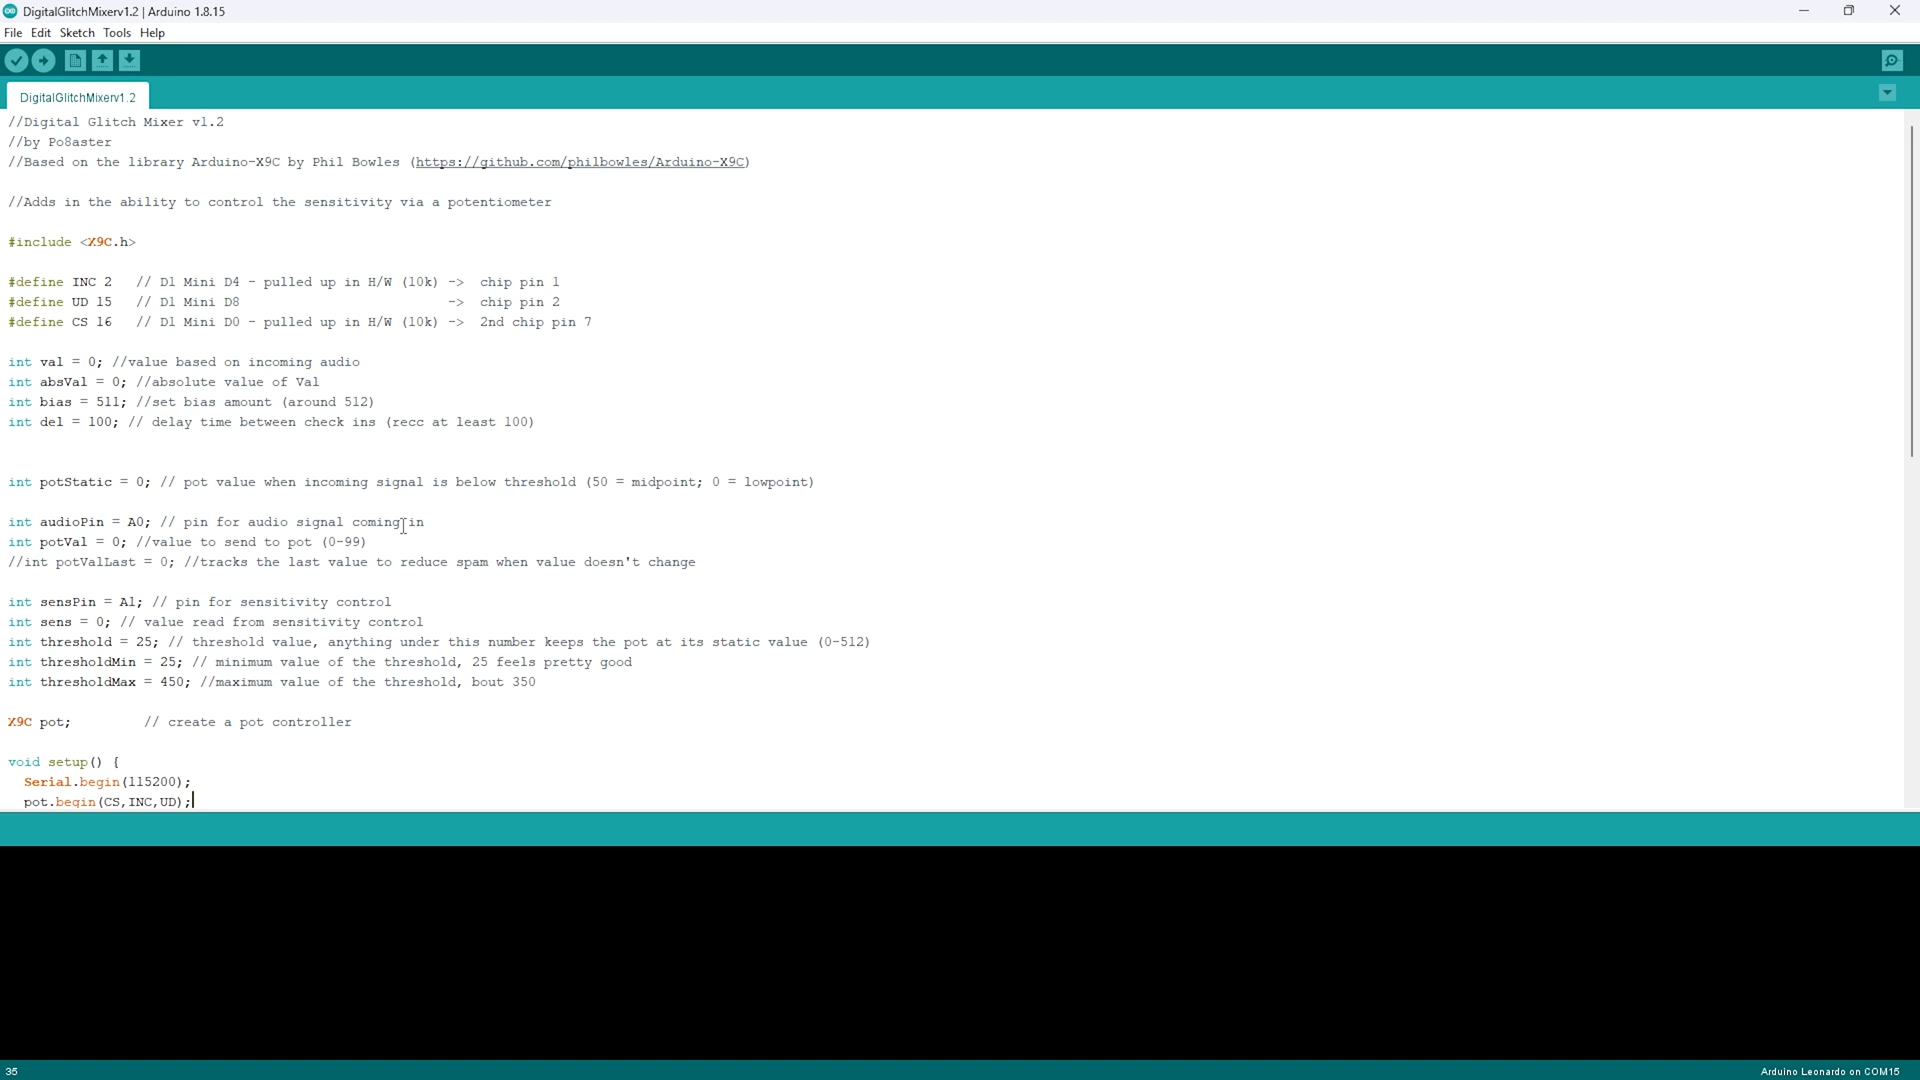 DigitalGlitchMixerv1.2 | Arduino 1.8.15
File Edit Sketch Tools Help
DigitalGlitchMixerv1.2
//Digital Glitch Mixer v1.2
//by Po8aster
//Based on the library Arduino-X9C by Phil Bowles (https://github.com/philbowles/Arduino-X9C)
//Adds in the ability to control the sensitivity via a potentiometer
#include <X9C.h>
#define INC 2 // D1 Mini D4 - pulled up in H/W (10k) -> chip pin 1
#define UD 15 // D1 Mini D8 -> chip pin 2
#define CS 16 // D1 Mini D0 - pulled up in H/W (10k) -> 2nd chip pin 7
int val = 0; //value based on incoming audio
int absVal = 0; //absolute value of Val
int bias = 511; //set bias amount (around 512)
int del = 100; // delay time between check ins (recc at least 100)
int potStatic = 0; // pot value when incoming signal is below threshold (50 = midpoint; 0 = lowpoint)
int audioPin = A0; // pin for audio signal coming in
int potVal = 0; //value to send to pot (0-99)
//int potValLast = 0; //tracks the last value to reduce spam when value doesn't change
int sensPin = A1; // pin for sensitivity control
int sens = 0; // value read from sensitivity control
int threshold = 25; // threshold value, anything under this number keeps the pot at its static value (0-512)
int thresholdMin = 25; // minimum value of the threshold, 25 feels pretty good
int thresholdMax = 450; //maximum value of the threshold, bout 350
X9C pot; // create a pot controller
void setup() {
Serial.begin(115200);
pot.begin(CS,INC,UD);
35
Arduino Leonardo on COM15